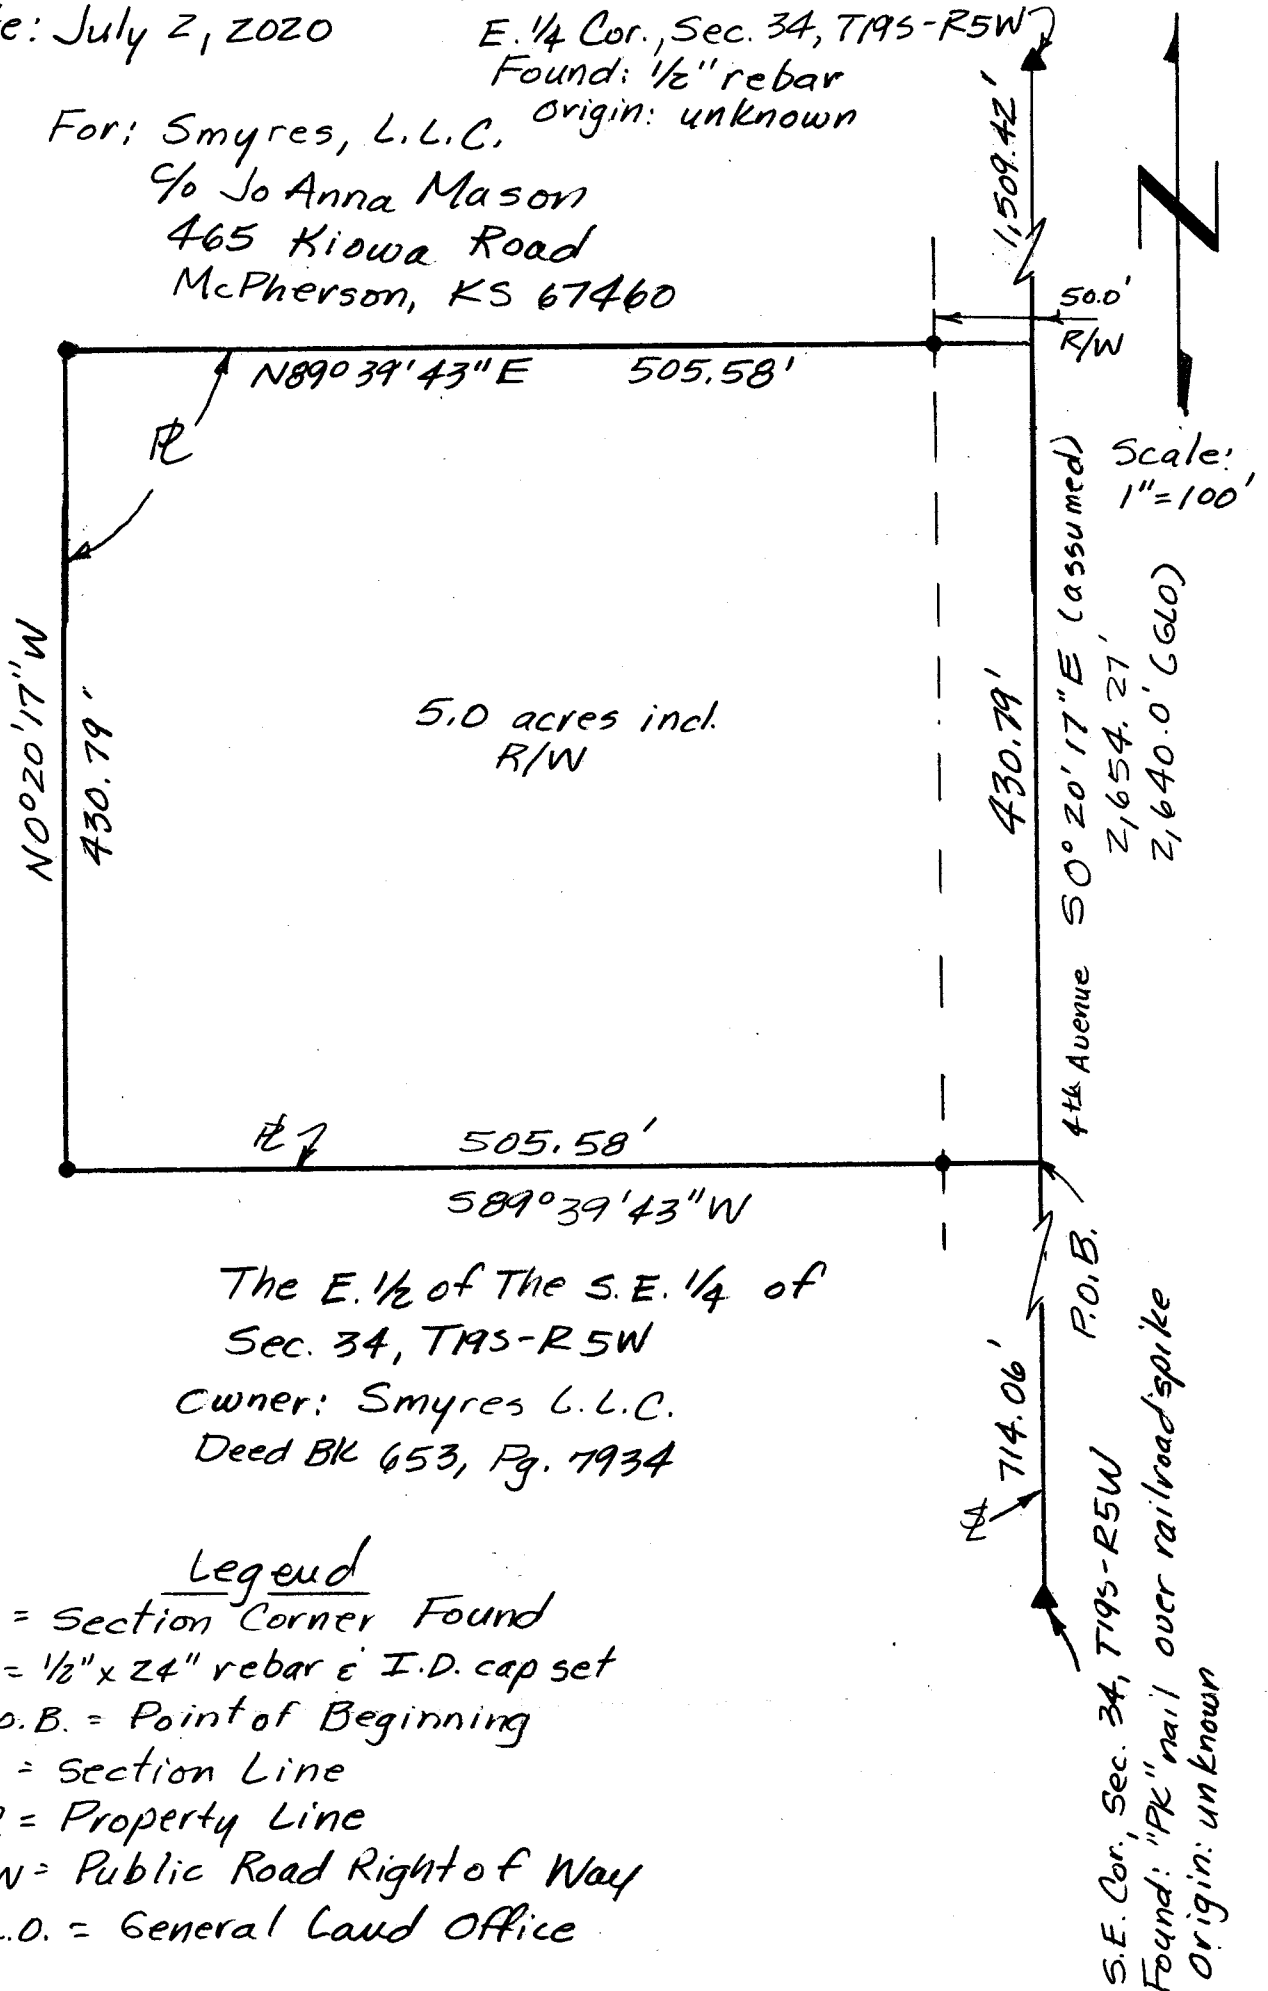 e: July 2, 2020
E. 1/4 Cor., Sec. 34, T19S-R5W
Found: 1/2" rebar
Origin: unknown
For: Smyres, L.L.C.
c/o Jo Anna Mason
465 Kiowa Road
McPherson, KS 67460
1,509.42'
50.0'
R/W
N89°39'43"E 505.58'
PL
Scale:
1"=100'
N0°20'17"W
430.79'
5.0 acres incl.
R/W
430.79'
4th Avenue S0°20'17"E (assumed)
2,654.27'
2,640.0' (GLO)
PL
505.58'
S89°39'43"W
P.O.B.
The E. 1/2 of The S.E. 1/4 of
Sec. 34, T19S-R5W
Owner: Smyres L.L.C.
Deed BK 653, Pg. 7934
714.06'
S.E. Cor., Sec. 34, T19S-R5W
Found: "PK" nail over railroad spike
Origin: unknown
Legend
= Section Corner Found
= 1/2" x 24" rebar & I.D. cap set
o.B. = Point of Beginning
= Section Line
= Property Line
W = Public Road Right of Way
L.O. = General Land Office